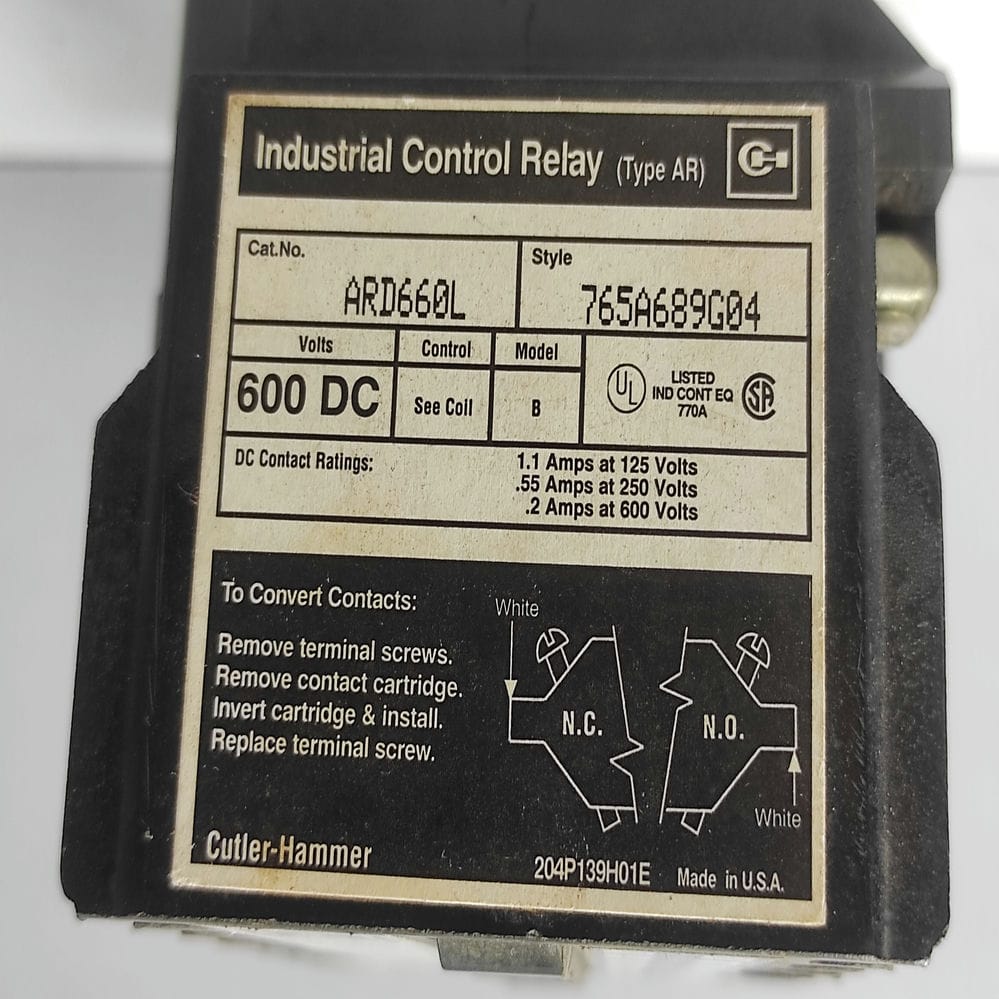 Industrial Control Relay (Type AR)
Cat.No.
ARD660L
Style
765A689G04
Volts
600 DC
Control
See Coil
Model
B
UL
LISTED
IND CONT EQ
770A
SA
DC Contact Ratings:
1.1 Amps at 125 Volts
.55 Amps at 250 Volts
.2 Amps at 600 Volts
To Convert Contacts:
Remove terminal screws.
Remove contact cartridge.
Invert cartridge & install.
Replace terminal screw.
White
N.C.
N.O.
White
Cutler-Hammer
204P139H01E
Made in U.S.A.